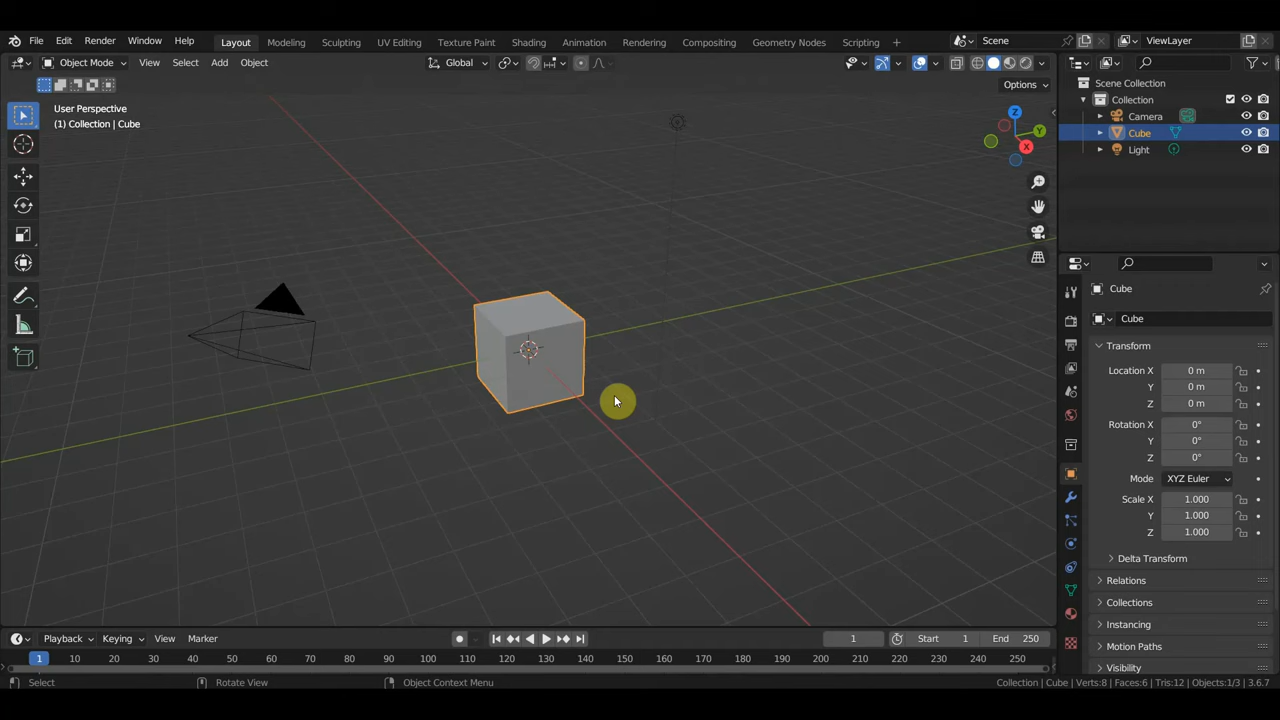 File Edit Render Window Help Layout Modeling Sculpting UV Editing Texture Paint Shading Animation Rendering Compositing Geometry Nodes Scripting + Scene ViewLayer
Object Mode View Select Add Object Global
Options
User Perspective
(1) Collection | Cube
Z
Y
X
Scene Collection
Collection
Camera
Cube
Light
Cube
Cube
Transform
Location X 0 m
Y 0 m
Z 0 m
Rotation X 0°
Y 0°
Z 0°
Mode XYZ Euler
Scale X 1.000
Y 1.000
Z 1.000
Delta Transform
Relations
Collections
Instancing
Motion Paths
Visibility
Playback Keying View Marker 1 Start 1 End 250
1 10 20 30 40 50 60 70 80 90 100 110 120 130 140 150 160 170 180 190 200 210 220 230 240 250
Select Rotate View Object Context Menu Collection | Cube | Verts:8 | Faces:6 | Tris:12 | Objects:1/3 | 3.6.7